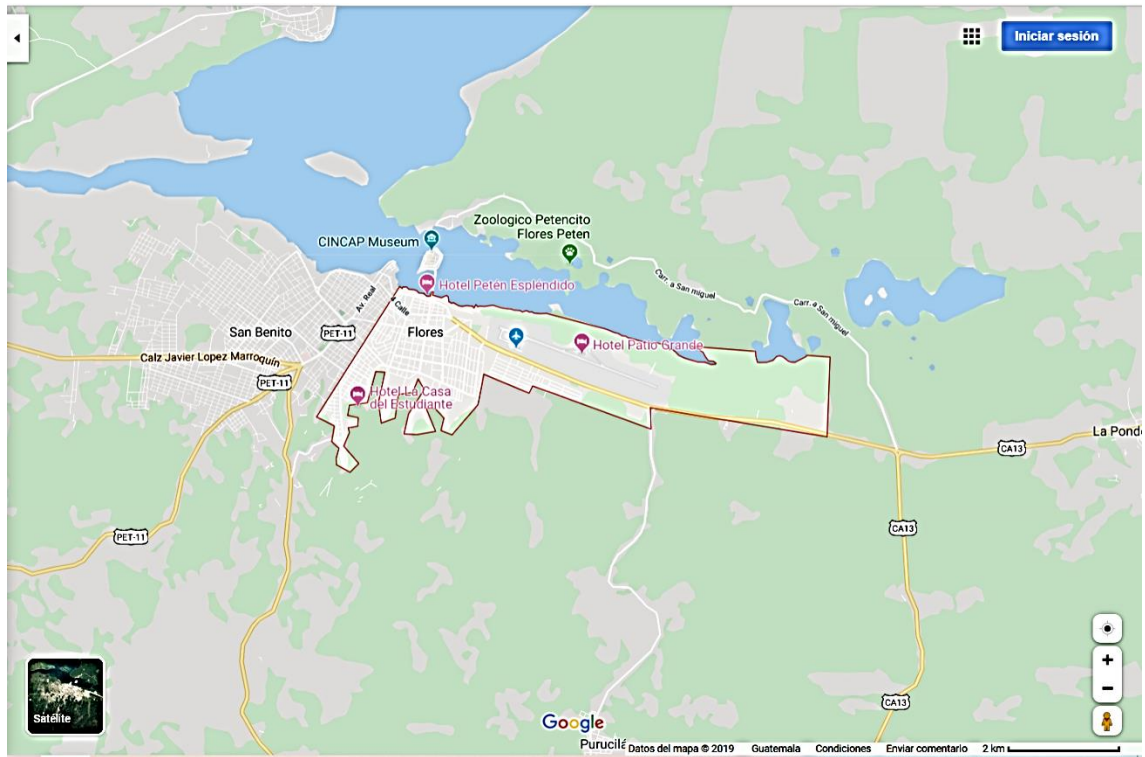 Iniciar sesión
Zoologico Petencito
Flores Peten
CINCAP Museum
Carr. a San miguel
Hotel Petén Espléndido
Av. Real
a Calle
Carr. a San miguel
San Benito
PET-11
Flores
Hotel Patio Grande
Calz Javier Lopez Marroquín
PET-11
Hotel La Casa
del Estudiante
La Pond
CA13
CA13
PET-11
CA13
Satélite
Google
Purucilá
Datos del mapa © 2019 Guatemala Condiciones Enviar comentario 2 km